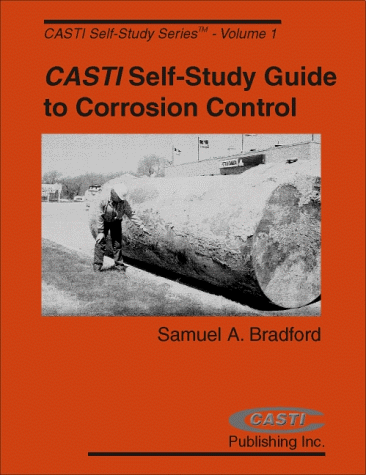 CASTI Self-Study Series™ - Volume 1
CASTI Self-Study Guide
to Corrosion Control
Samuel A. Bradford
CASTI
Publishing Inc.